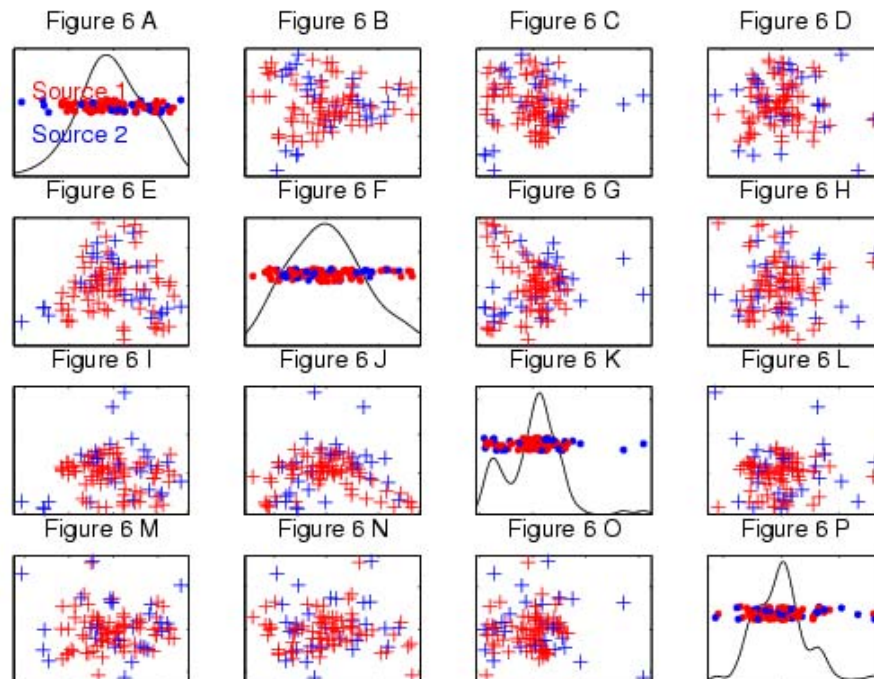 Figure 6 A
Figure 6 B
Figure 6 C
Figure 6 D
Source 1
Source 2
Figure 6 E
Figure 6 F
Figure 6 G
Figure 6 H
Figure 6 I
Figure 6 J
Figure 6 K
Figure 6 L
Figure 6 M
Figure 6 N
Figure 6 O
Figure 6 P